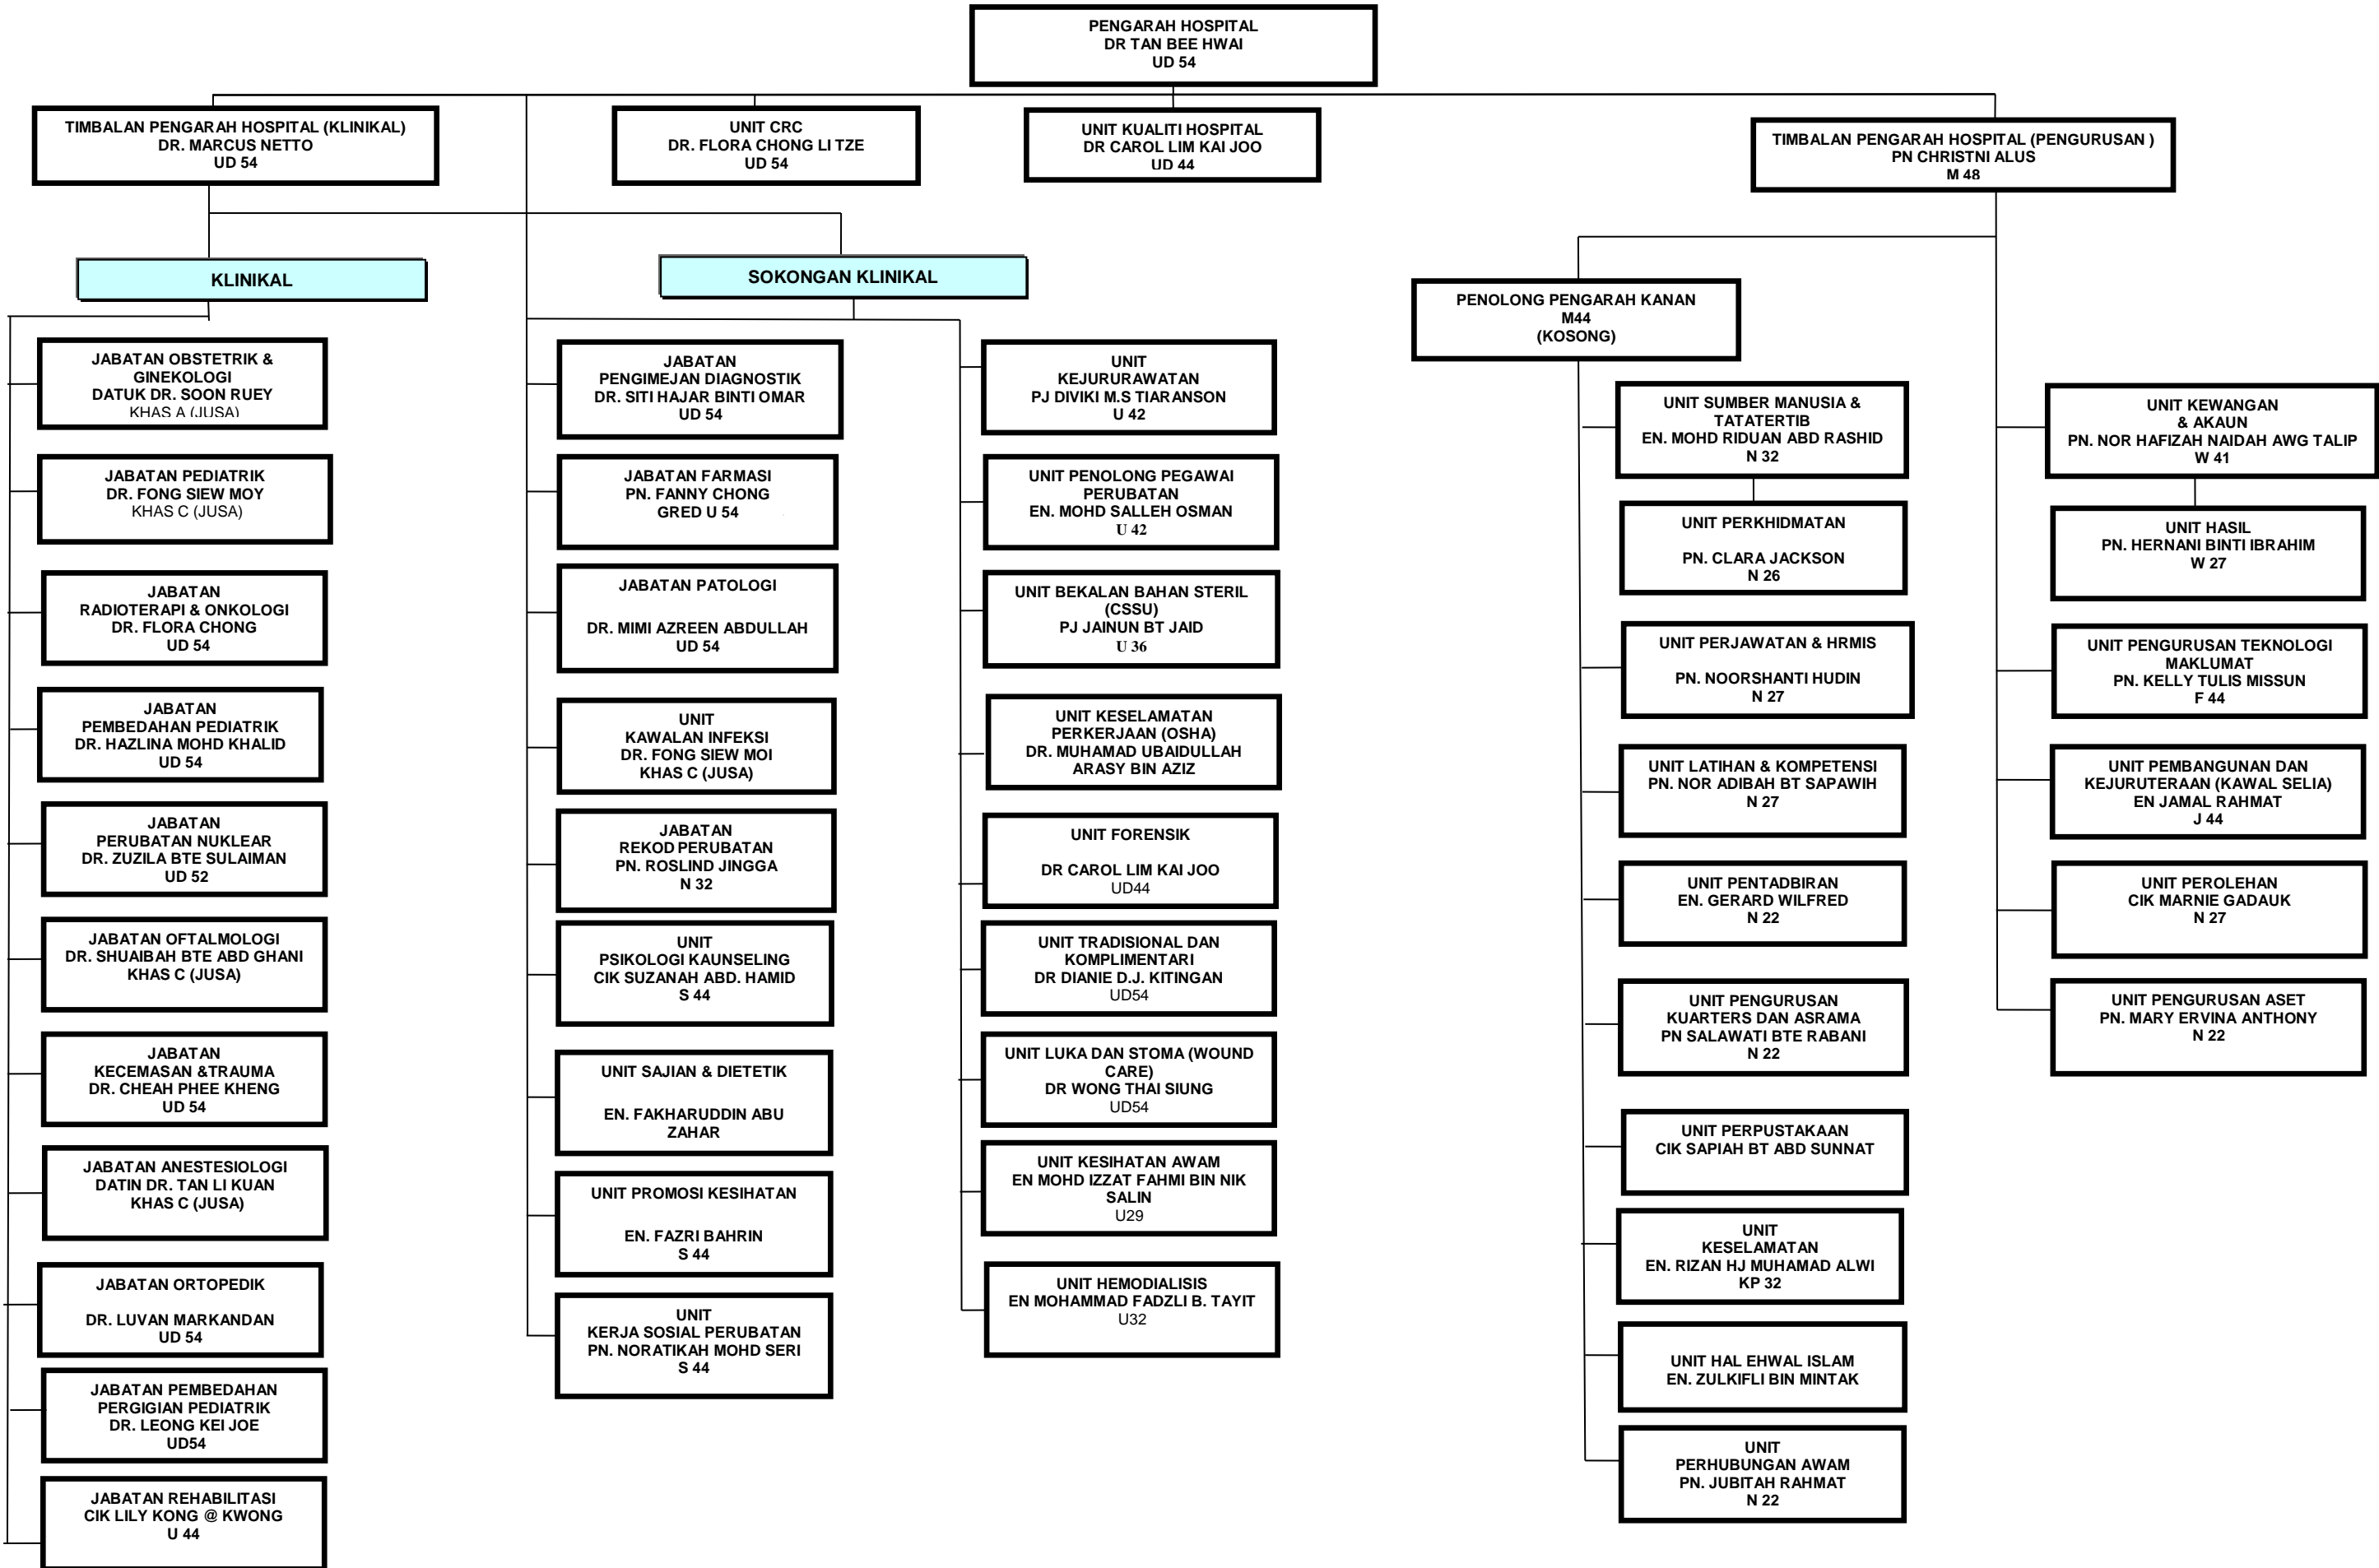 PENGARAH HOSPITAL
DR TAN BEE HWAI
UD 54
TIMBALAN PENGARAH HOSPITAL (KLINIKAL)
DR. MARCUS NETTO
UD 54
UNIT CRC
DR. FLORA CHONG LI TZE
UD 54
UNIT KUALITI HOSPITAL
DR CAROL LIM KAI JOO
UD 44
TIMBALAN PENGARAH HOSPITAL (PENGURUSAN )
PN CHRISTNI ALUS
M 48
KLINIKAL
JABATAN OBSTETRIK &
GINEKOLOGI
DATUK DR. SOON RUEY
KHAS A (JUSA)
JABATAN PEDIATRIK
DR. FONG SIEW MOY
KHAS C (JUSA)
JABATAN
RADIOTERAPI & ONKOLOGI
DR. FLORA CHONG
UD 54
JABATAN
PEMBEDAHAN PEDIATRIK
DR. HAZLINA MOHD KHALID
UD 54
JABATAN
PERUBATAN NUKLEAR
DR. ZUZILA BTE SULAIMAN
UD 52
JABATAN OFTALMOLOGI
DR. SHUAIBAH BTE ABD GHANI
KHAS C (JUSA)
JABATAN
KECEMASAN &TRAUMA
DR. CHEAH PHEE KHENG
UD 54
JABATAN ANESTESIOLOGI
DATIN DR. TAN LI KUAN
KHAS C (JUSA)
JABATAN ORTOPEDIK
DR. LUVAN MARKANDAN
UD 54
JABATAN PEMBEDAHAN
PERGIGIAN PEDIATRIK
DR. LEONG KEI JOE
UD54
JABATAN REHABILITASI
CIK LILY KONG @ KWONG
U 44
SOKONGAN KLINIKAL
JABATAN
PENGIMEJAN DIAGNOSTIK
DR. SITI HAJAR BINTI OMAR
UD 54
JABATAN FARMASI
PN. FANNY CHONG
GRED U 54
JABATAN PATOLOGI
DR. MIMI AZREEN ABDULLAH
UD 54
UNIT
KAWALAN INFEKSI
DR. FONG SIEW MOI
KHAS C (JUSA)
JABATAN
REKOD PERUBATAN
PN. ROSLIND JINGGA
N 32
UNIT
PSIKOLOGI KAUNSELING
CIK SUZANAH ABD. HAMID
S 44
UNIT SAJIAN & DIETETIK
EN. FAKHARUDDIN ABU
ZAHAR
UNIT PROMOSI KESIHATAN
EN. FAZRI BAHRIN
S 44
UNIT
KERJA SOSIAL PERUBATAN
PN. NORATIKAH MOHD SERI
S 44
UNIT
KEJURURAWATAN
PJ DIVIKI M.S TIARANSON
U 42
UNIT PENOLONG PEGAWAI
PERUBATAN
EN. MOHD SALLEH OSMAN
U 42
UNIT BEKALAN BAHAN STERIL
(CSSU)
PJ JAINUN BT JAID
U 36
UNIT KESELAMATAN
PERKERJAAN (OSHA)
DR. MUHAMAD UBAIDULLAH
ARASY BIN AZIZ
UNIT FORENSIK
DR CAROL LIM KAI JOO
UD44
UNIT TRADISIONAL DAN
KOMPLIMENTARI
DR DIANIE D.J. KITINGAN
UD54
UNIT LUKA DAN STOMA (WOUND
CARE)
DR WONG THAI SIUNG
UD54
UNIT KESIHATAN AWAM
EN MOHD IZZAT FAHMI BIN NIK
SALIN
U29
UNIT HEMODIALISIS
EN MOHAMMAD FADZLI B. TAYIT
U32
PENOLONG PENGARAH KANAN
M44
(KOSONG)
UNIT SUMBER MANUSIA &
TATATERTIB
EN. MOHD RIDUAN ABD RASHID
N 32
UNIT PERKHIDMATAN
PN. CLARA JACKSON
N 26
UNIT PERJAWATAN & HRMIS
PN. NOORSHANTI HUDIN
N 27
UNIT LATIHAN & KOMPETENSI
PN. NOR ADIBAH BT SAPAWIH
N 27
UNIT PENTADBIRAN
EN. GERARD WILFRED
N 22
UNIT PENGURUSAN
KUARTERS DAN ASRAMA
PN SALAWATI BTE RABANI
N 22
UNIT PERPUSTAKAAN
CIK SAPIAH BT ABD SUNNAT
UNIT
KESELAMATAN
EN. RIZAN HJ MUHAMAD ALWI
KP 32
UNIT HAL EHWAL ISLAM
EN. ZULKIFLI BIN MINTAK
UNIT
PERHUBUNGAN AWAM
PN. JUBITAH RAHMAT
N 22
UNIT KEWANGAN
& AKAUN
PN. NOR HAFIZAH NAIDAH AWG TALIP
W 41
UNIT HASIL
PN. HERNANI BINTI IBRAHIM
W 27
UNIT PENGURUSAN TEKNOLOGI
MAKLUMAT
PN. KELLY TULIS MISSUN
F 44
UNIT PEMBANGUNAN DAN
KEJURUTERAAN (KAWAL SELIA)
EN JAMAL RAHMAT
J 44
UNIT PEROLEHAN
CIK MARNIE GADAUK
N 27
UNIT PENGURUSAN ASET
PN. MARY ERVINA ANTHONY
N 22